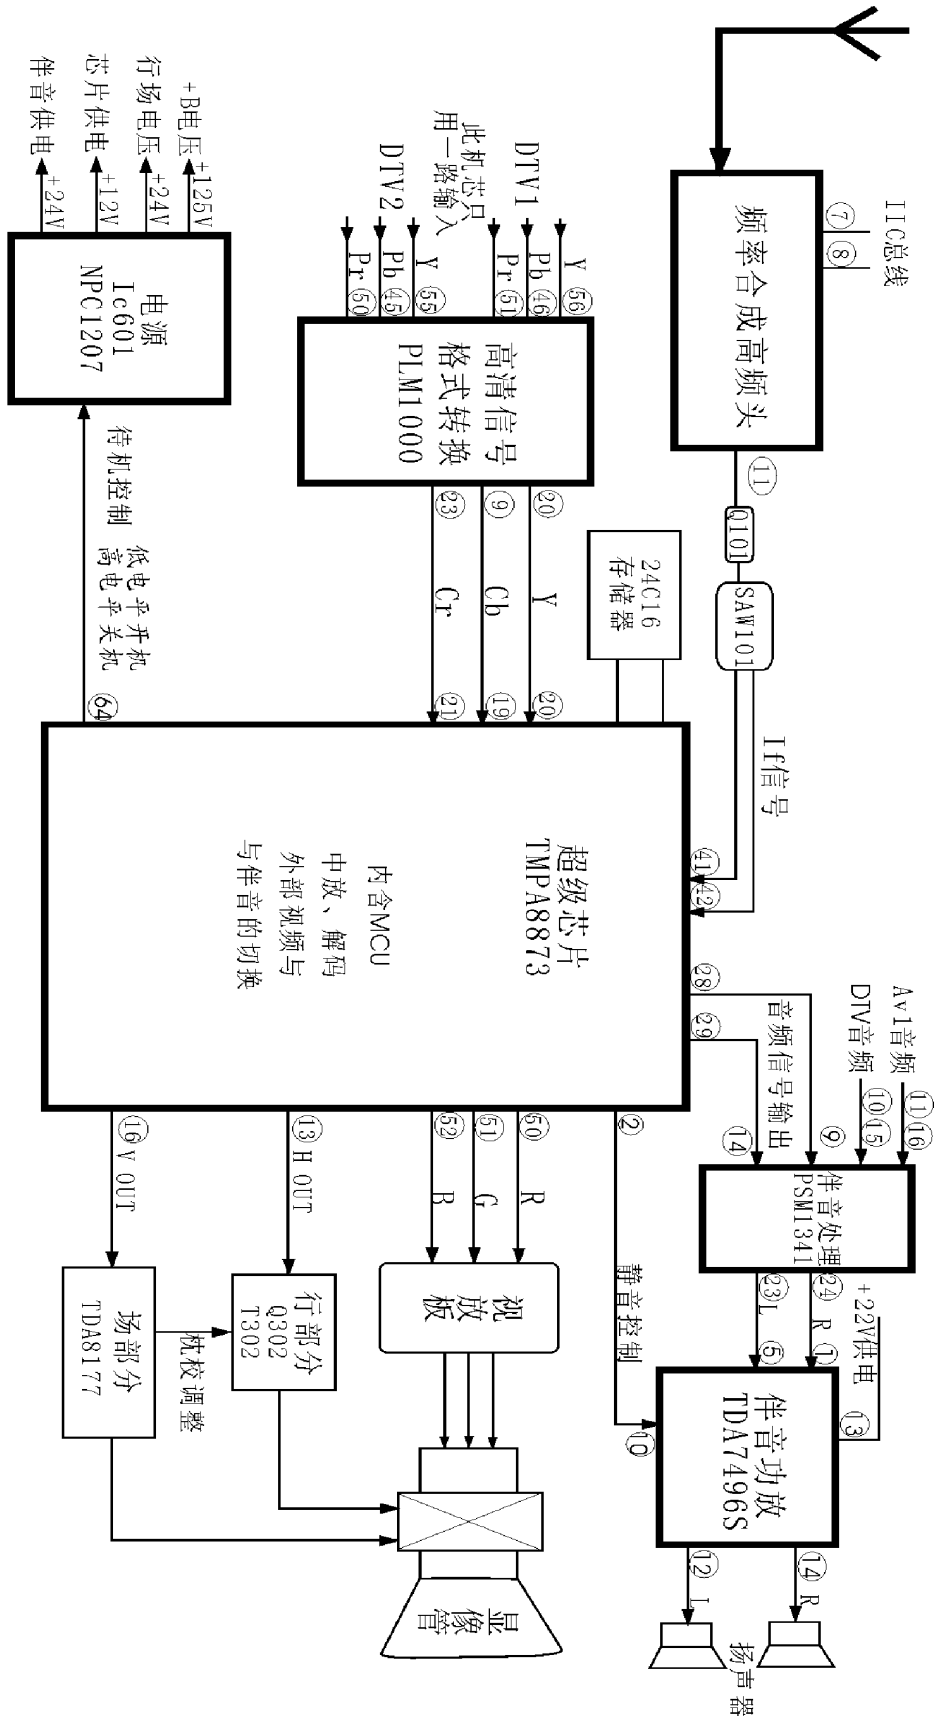 IIC总线
⑦
⑧
频率合成高频头
⑪
Q101
SAW101
If信号
㊶
㊷
DTV1
Y
Pb
Pr
56
46
51
此机芯只
用一路输入
DTV2
Y
Pb
Pr
55
45
50
高清信号
格式转换
PLM1000
⑳
⑨
㉓
Y
Cb
Cr
⑳
⑲
㉑
24C16
存储器
+B电压
+125V
行场电压
+24V
芯片供电
+12V
伴音供电
+24V
电源
Ic601
NPC1207
待机控制
低电平开机
高电平关机
64
超级芯片
TMPA8873
内含MCU
中放、解码
外部视频与
与伴音的切换
㉘
㉙
音频信号输出
Av1音频
DTV音频
⑪⑯
⑩⑮
⑨
⑭
伴音处理
PSM1341
㉔ R ①
㉓ L ⑤
+22V供电
⑬
伴音功放
TDA7496S
②
静音控制
⑩
⑭ R
⑫ L
扬声器
㊿
51
52
R
G
B
视放板
⑬ H OUT
行部分
Q302
T302
⑯ V OUT
场部分
TDA8177
枕校调整
显像管